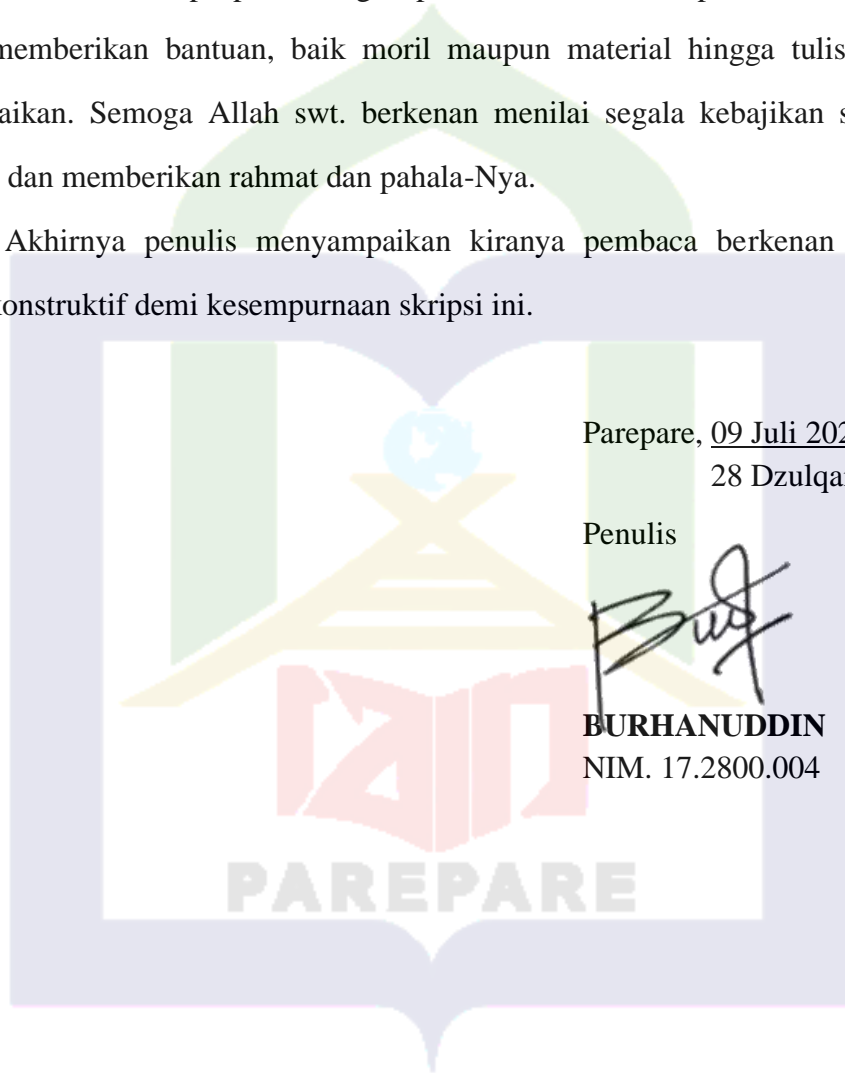 memberikan bantuan, baik moril maupun material hingga tulis
aikan. Semoga Allah swt. berkenan menilai segala kebajikan s
dan memberikan rahmat dan pahala-Nya.
Akhirnya penulis menyampaikan kiranya pembaca berkenan
konstruktif demi kesempurnaan skripsi ini.
Parepare, 09 Juli 202
28 Dzulqa
Penulis
BURHANUDDIN
NIM. 17.2800.004
PAREPARE